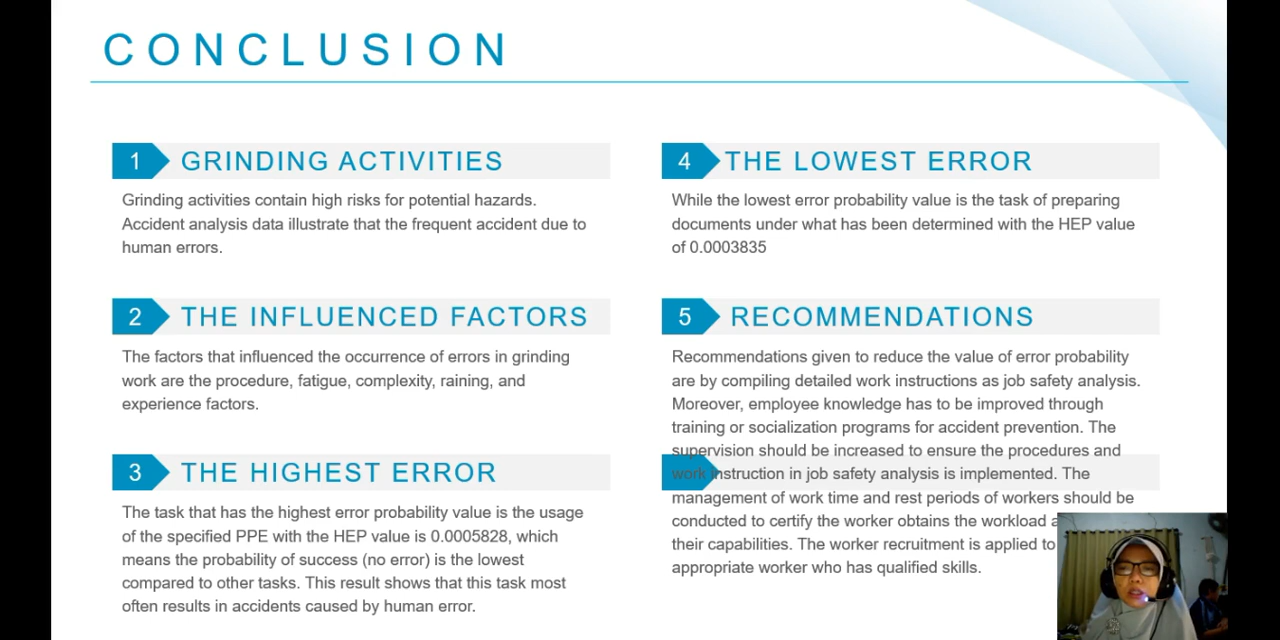 CONCLUSION
1 GRINDING ACTIVITIES
Grinding activities contain high risks for potential hazards.
Accident analysis data illustrate that the frequent accident due to
human errors.
2 THE INFLUENCED FACTORS
The factors that influenced the occurrence of errors in grinding
work are the procedure, fatigue, complexity, raining, and
experience factors.
3 THE HIGHEST ERROR
The task that has the highest error probability value is the usage
of the specified PPE with the HEP value is 0.0005828, which
means the probability of success (no error) is the lowest
compared to other tasks. This result shows that this task most
often results in accidents caused by human error.
4 THE LOWEST ERROR
While the lowest error probability value is the task of preparing
documents under what has been determined with the HEP value
of 0.0003835
5 RECOMMENDATIONS
Recommendations given to reduce the value of error probability
are by compiling detailed work instructions as job safety analysis.
Moreover, employee knowledge has to be improved through
training or socialization programs for accident prevention. The
supervision should be increased to ensure the procedures and
work instruction in job safety analysis is implemented. The
management of work time and rest periods of workers should be
conducted to certify the worker obtains the workload
their capabilities. The worker recruitment is applied to
appropriate worker who has qualified skills.